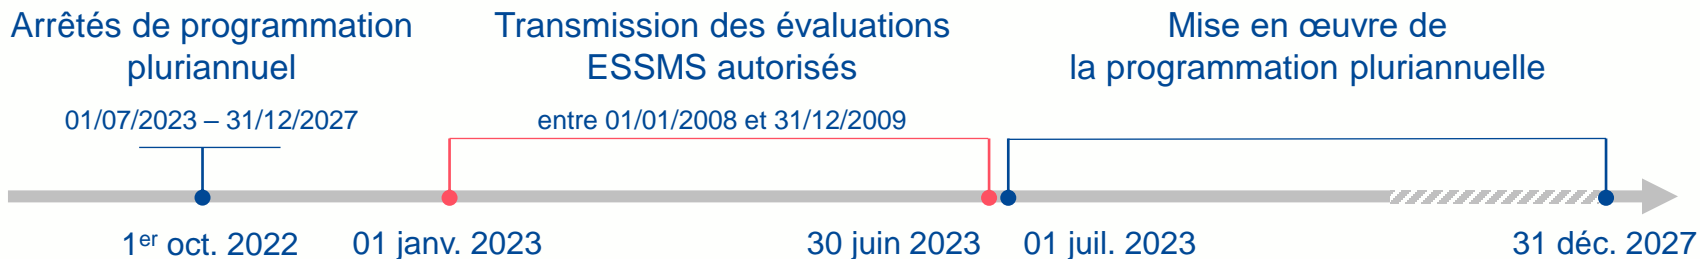 Arrêtés de programmation
pluriannuel
01/07/2023 – 31/12/2027
Transmission des évaluations
ESSMS autorisés
entre 01/01/2008 et 31/12/2009
Mise en œuvre de
la programmation pluriannuelle
1er oct. 2022
01 janv. 2023
30 juin 2023
01 juil. 2023
31 déc. 2027